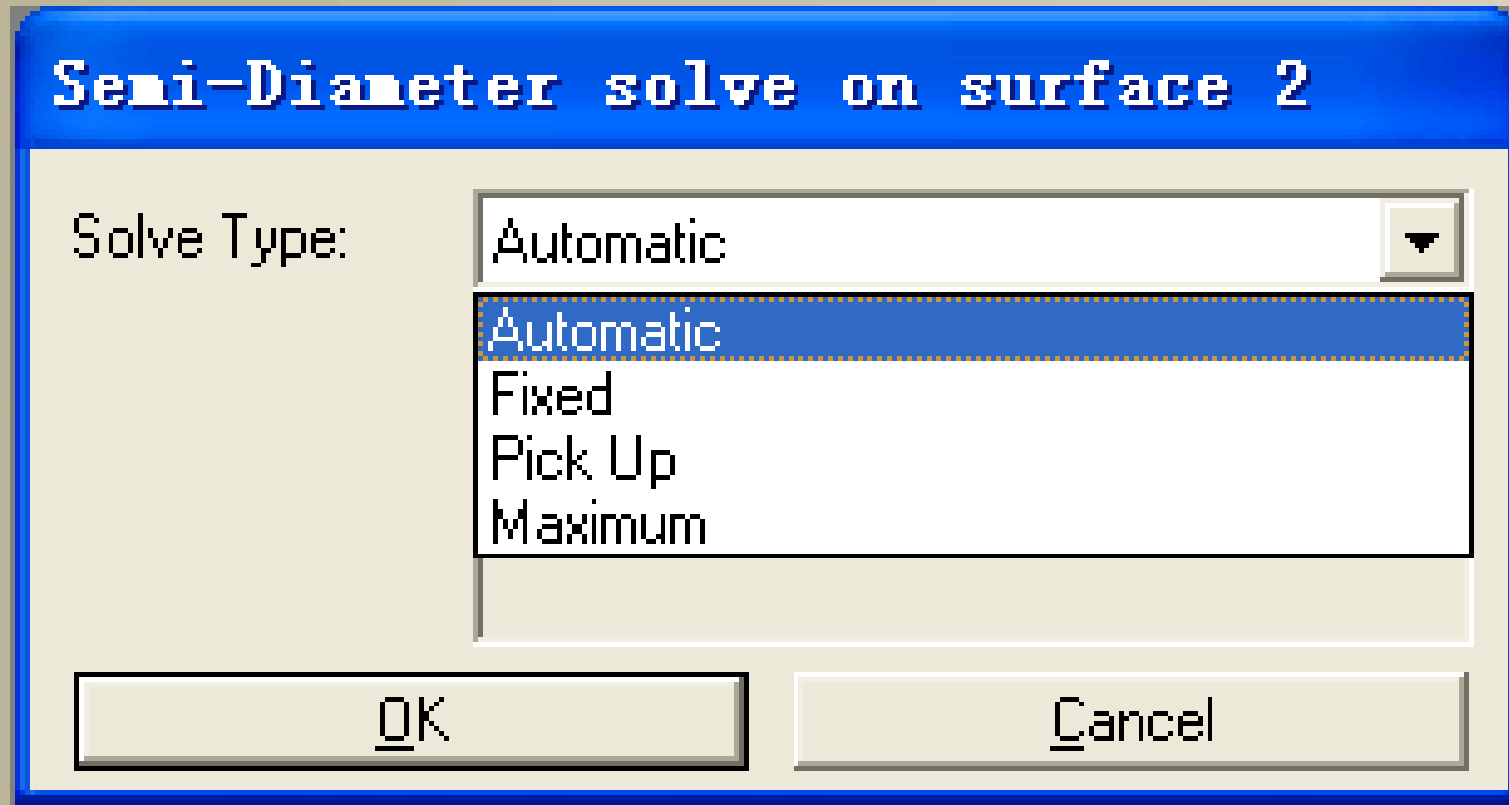 Semi-Diameter solve on surface 2
Solve Type: Automatic
Automatic
Fixed
Pick Up
Maximum
OK Cancel